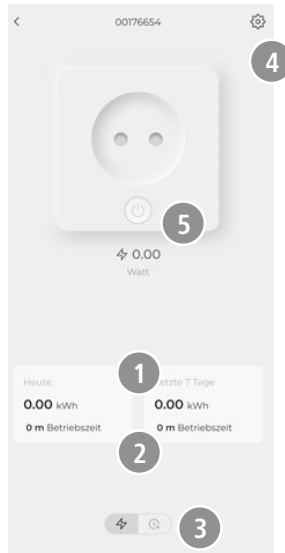 00176654
4
5
0.00
Watt
1
Heute
Letzte 7 Tage
0.00 kWh
0.00 kWh
0 m Betriebszeit
0 m Betriebszeit
2
3